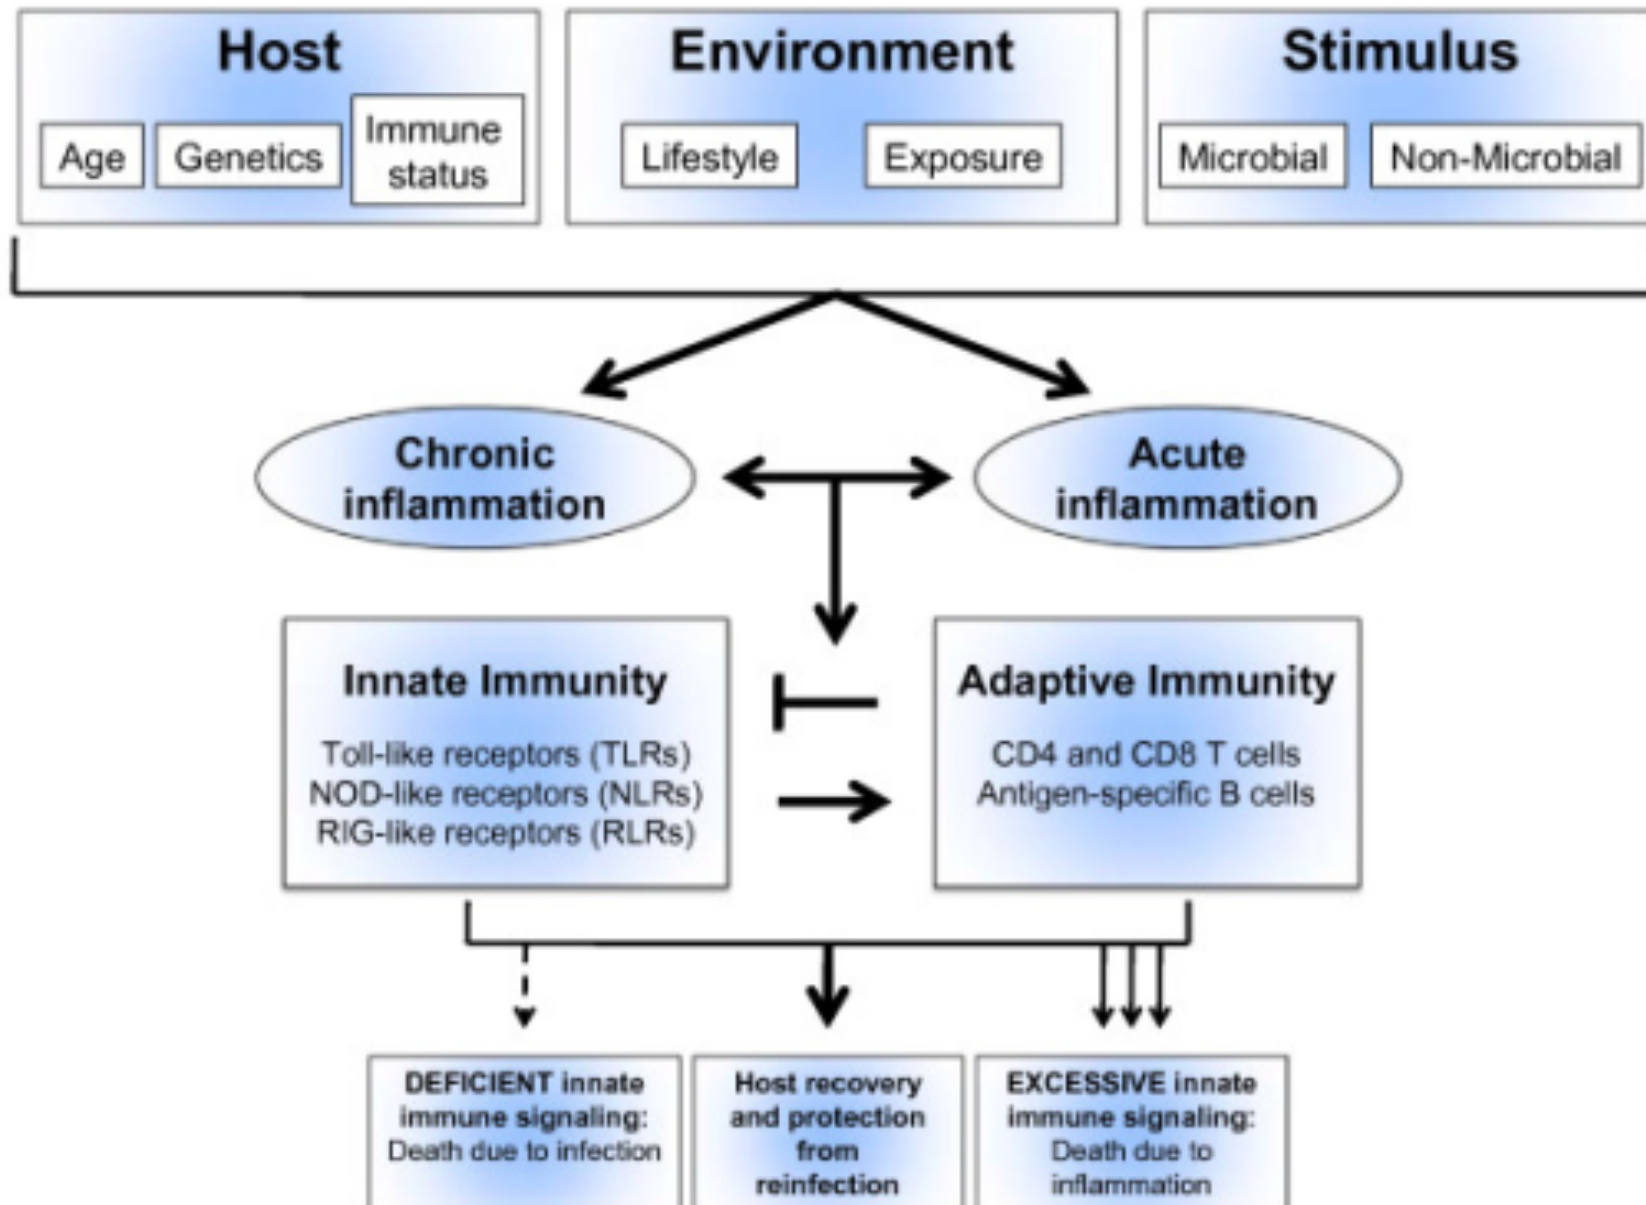 Host
Environment
Stimulus
Age
Genetics
Immune
status
Lifestyle
Exposure
Microbial
Non-Microbial
Chronic
inflammation
Acute
inflammation
Innate Immunity
Toll-like receptors (TLRs)
NOD-like receptors (NLRs)
RIG-like receptors (RLRs)
Adaptive Immunity
CD4 and CD8 T cells
Antigen-specific B cells
DEFICIENT innate
immune signaling:
Death due to infection
Host recovery
and protection
from
reinfection
EXCESSIVE innate
immune signaling:
Death due to
inflammation